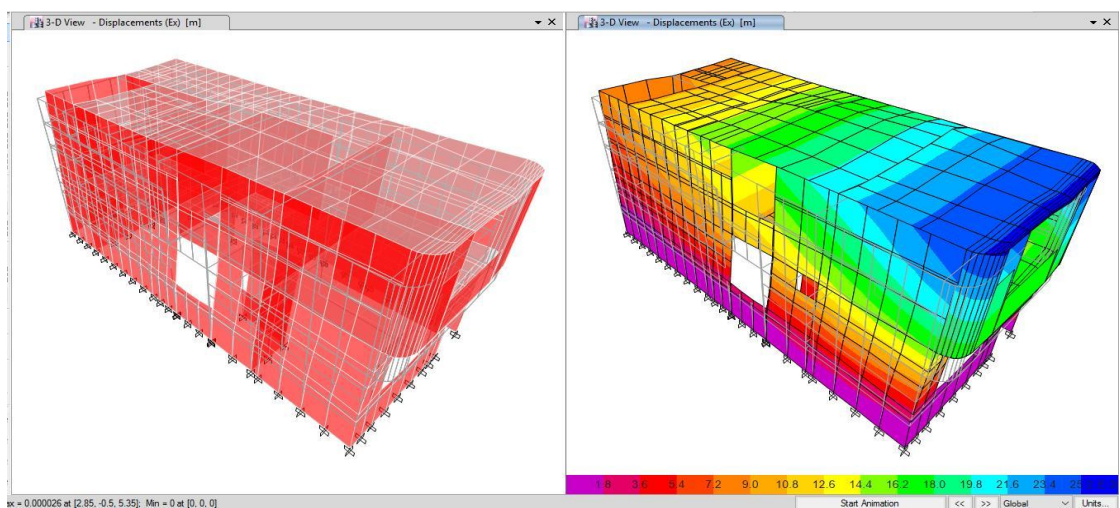 3-D View - Displacements (Ex) [m]
3-D View - Displacements (Ex) [m]
1.8 3.6 5.4 7.2 9.0 10.8 12.6 14.4 16.2 18.0 19.8 21.6 23.4
ax = 0.000026 at [2.85, -0.5, 5.35]; Min = 0 at [0, 0, 0]
Start Animation << >> Global Units...